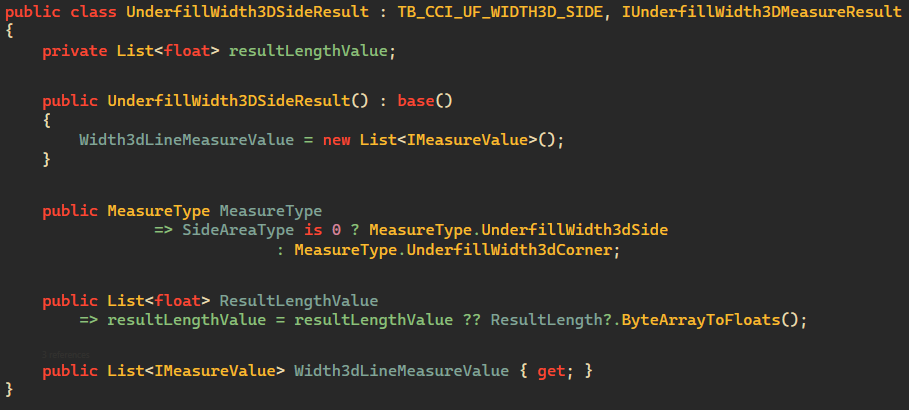 public class UnderfillWidth3DSideResult : TB_CCI_UF_WIDTH3D_SIDE, IUnderfillWidth3DMeasureResult
{
    private List<float> resultLengthValue;

    public UnderfillWidth3DSideResult() : base()
    {
        Width3dLineMeasureValue = new List<IMeasureValue>();
    }

    public MeasureType MeasureType
                => SideAreaType is 0 ? MeasureType.UnderfillWidth3dSide
                             : MeasureType.UnderfillWidth3dCorner;

    public List<float> ResultLengthValue
        => resultLengthValue = resultLengthValue ?? ResultLength?.ByteArrayToFloats();

    public List<IMeasureValue> Width3dLineMeasureValue { get; }
}